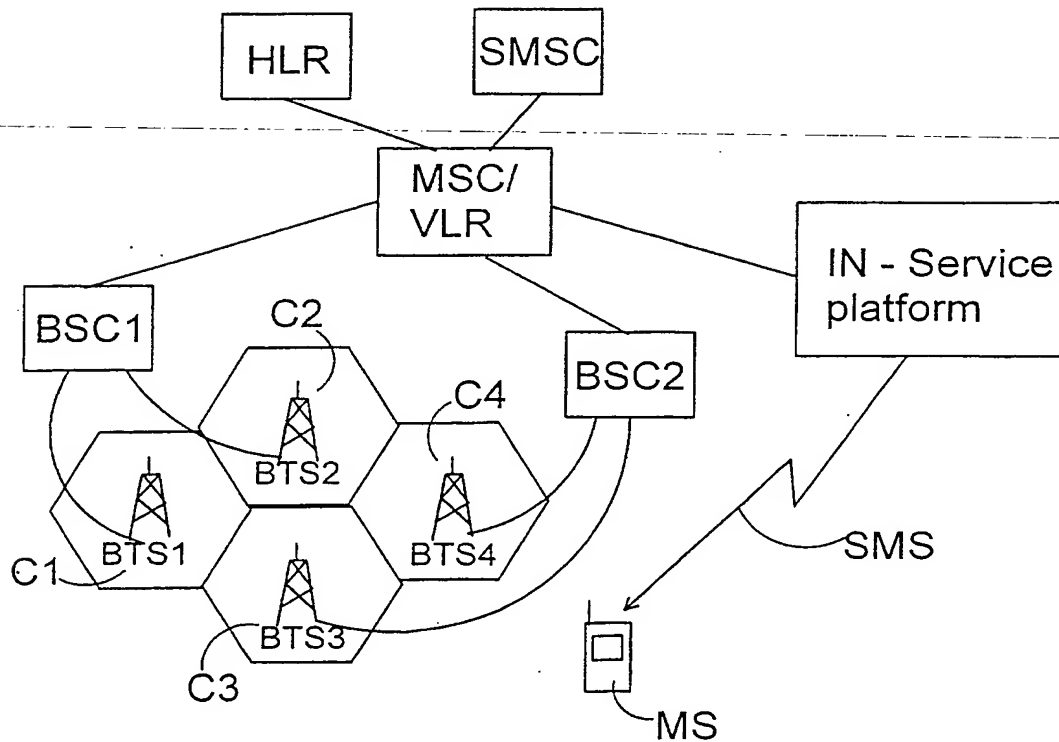 HLR
SMSC
MSC/
VLR
IN - Service
platform
BSC1
C2
BSC2
C4
BTS2
BTS1
BTS4
SMS
C1
BTS3
C3
MS